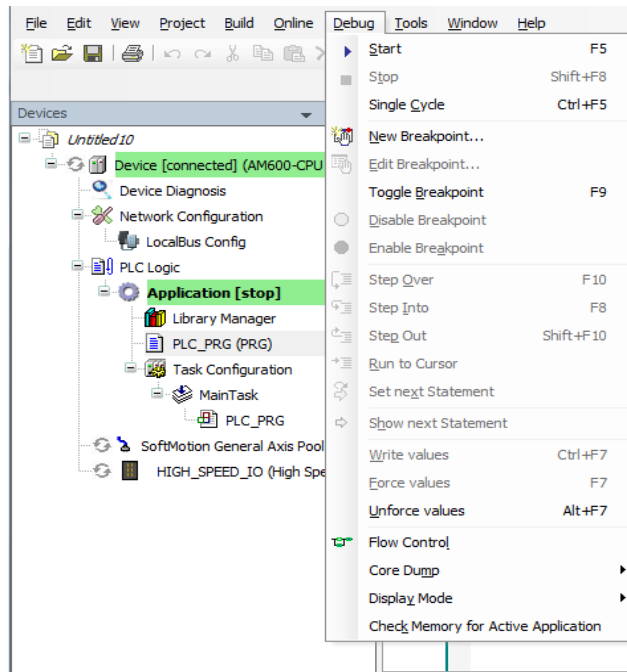 File Edit View Project Build Online Debug Tools Window Help
Devices
Untitled10
Device [connected] (AM600-CPU
Device Diagnosis
Network Configuration
LocalBus Config
PLC Logic
Application [stop]
Library Manager
PLC_PRG (PRG)
Task Configuration
MainTask
PLC_PRG
SoftMotion General Axis Pool
HIGH_SPEED_IO (High Spe
Start F5
Stop Shift+F8
Single Cycle Ctrl+F5
New Breakpoint...
Edit Breakpoint...
Toggle Breakpoint F9
Disable Breakpoint
Enable Breakpoint
Step Over F10
Step Into F8
Step Out Shift+F10
Run to Cursor
Set next Statement
Show next Statement
Write values Ctrl+F7
Force values F7
Unforce values Alt+F7
Flow Control
Core Dump
Display Mode
Check Memory for Active Application